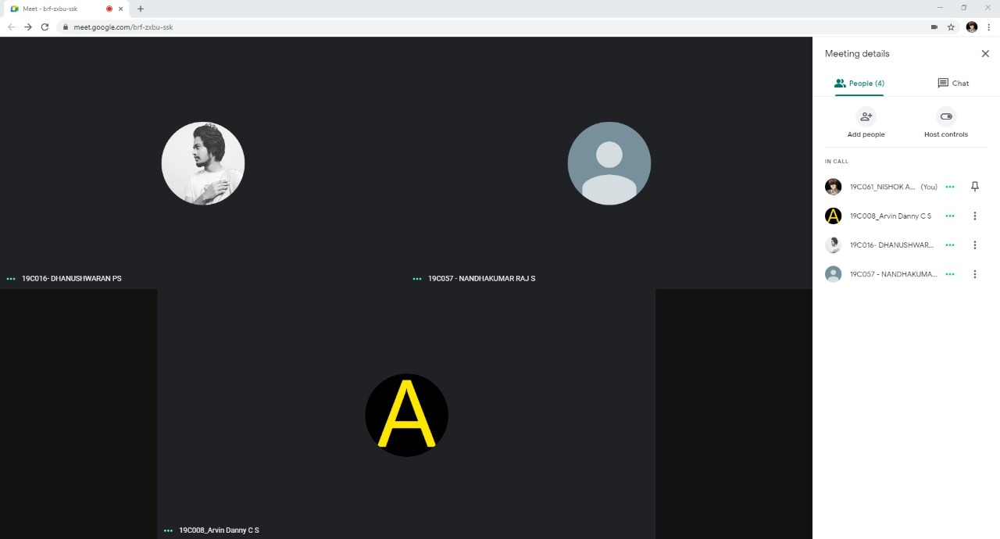 Meet - brf-zxbu-ssk
meet.google.com/brf-zxbu-ssk
Meeting details
People (4)
Chat
Add people
Host controls
IN CALL
19C061_NISHOK A... (You)
19C008_Arvin Danny C S
19C016- DHANUSHWAR...
19C057 - NANDHAKUMA...
19C016- DHANUSHWARAN PS
19C057 - NANDHAKUMAR RAJ S
A
19C008_Arvin Danny C S